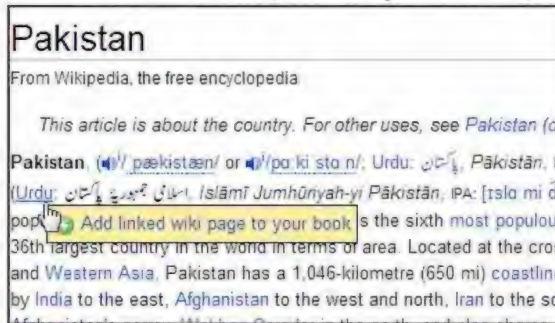 Pakistan
From Wikipedia, the free encyclopedia
This article is about the country. For other uses, see Pakistan (
Pakistan, (/ˈpækɪstæn/ or /pɑːkiˈstɑːn/; Urdu: پاکستان, Pākistān,
(Urdu: اسلامی جمہوریۂ پاکستان, Islāmī Jumhūriyah-yi Pākistān, IPA: [ɪslɑ mi
Add linked wiki page to your book s the sixth most populou
36th largest country in the world in terms of area. Located at the cro
and Western Asia, Pakistan has a 1,046-kilometre (650 mi) coastlin
by India to the east, Afghanistan to the west and north, Iran to the so